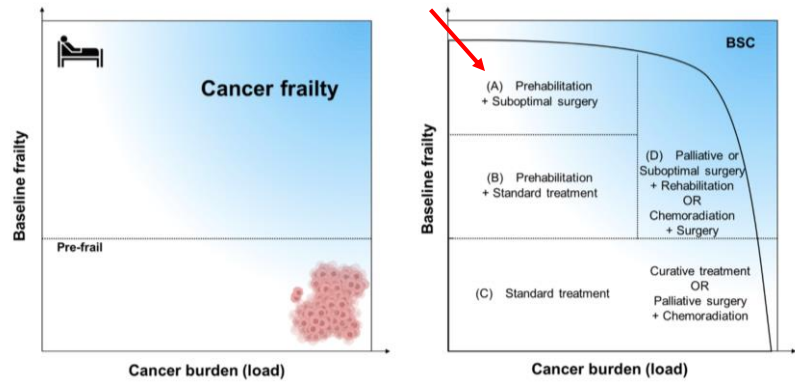 Cancer frailty
Baseline frailty
Pre-frail
Cancer burden (load)
BSC
(A) Prehabilitation
+ Suboptimal surgery
(B) Prehabilitation
+ Standard treatment
(D) Palliative or
Suboptimal surgery
+ Rehabilitation
OR
Chemoradiation
+ Surgery
Baseline frailty
(C) Standard treatment
Curative treatment
OR
Palliative surgery
+ Chemoradiation
Cancer burden (load)